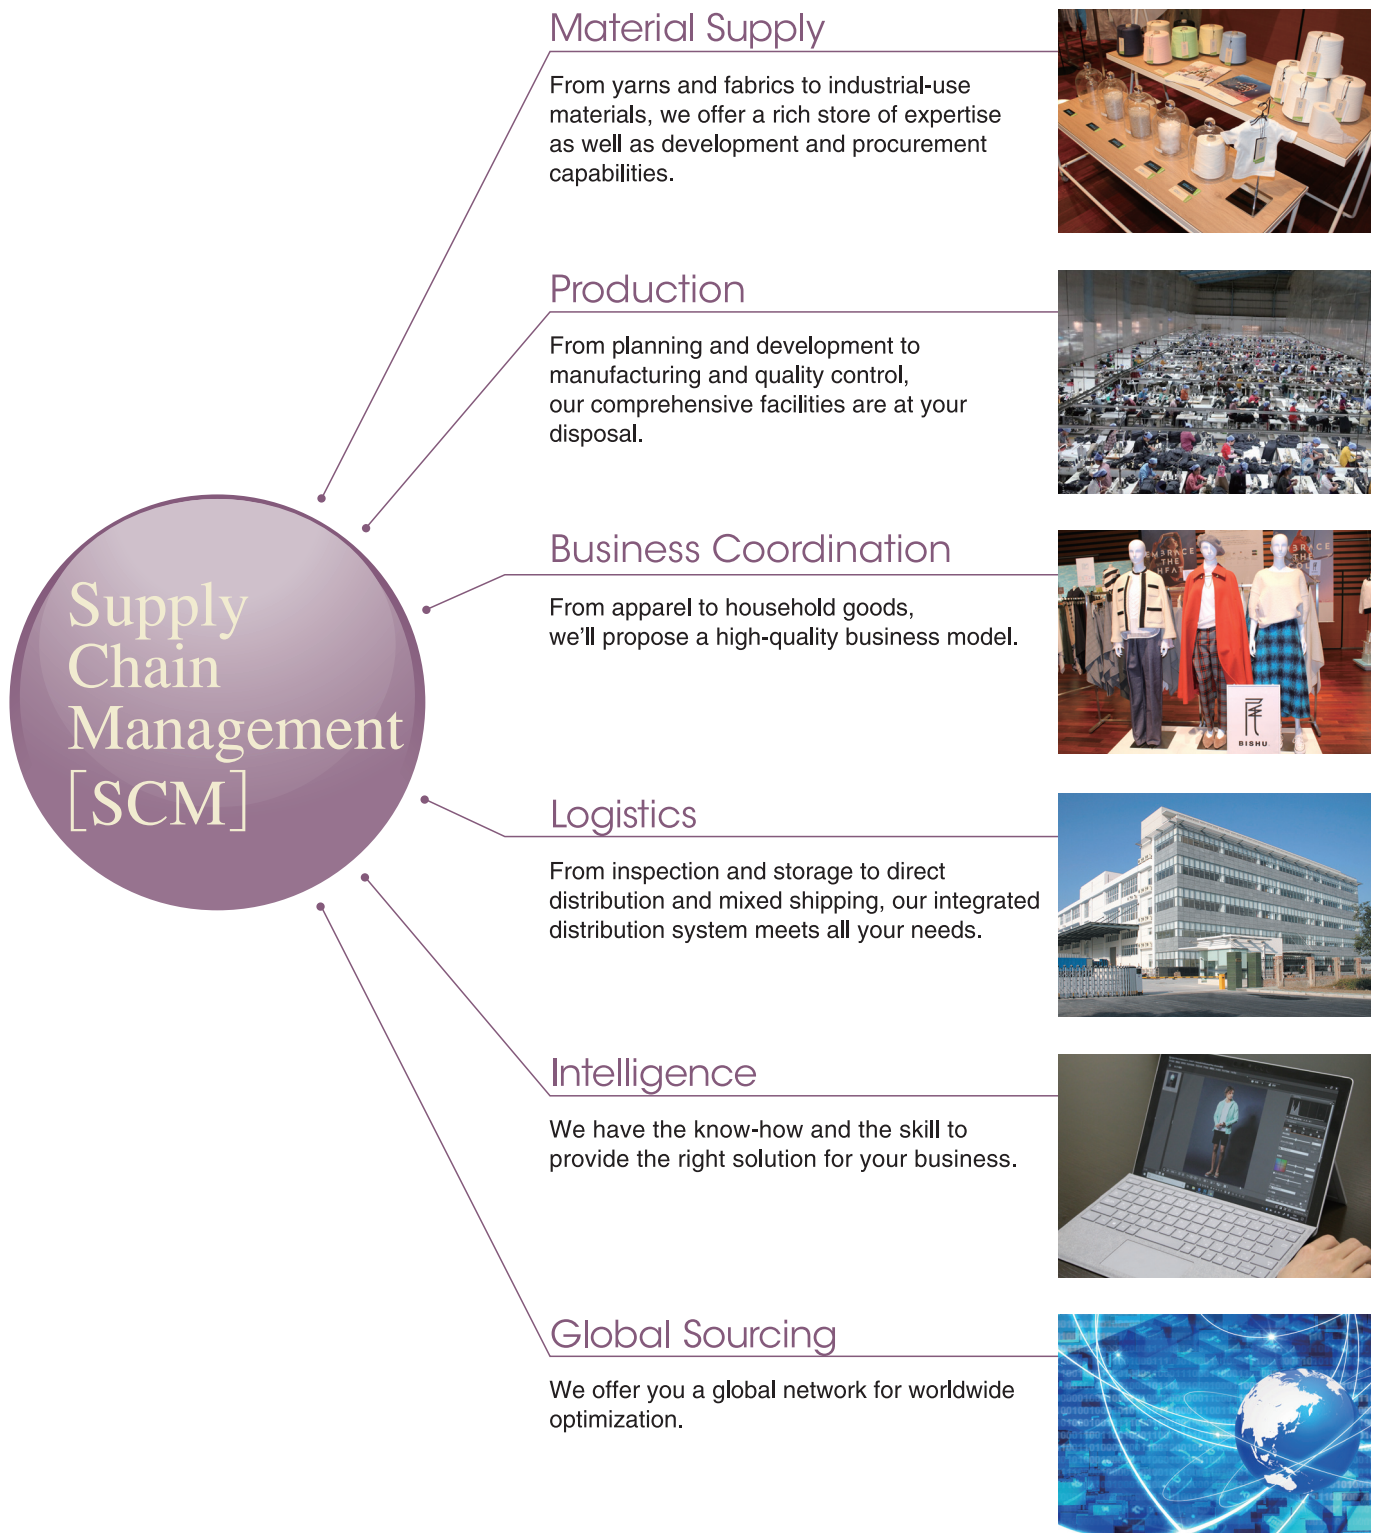 Material Supply
From yarns and fabrics to industrial-use
materials, we offer a rich store of expertise
as well as development and procurement
capabilities.
Production
From planning and development to
manufacturing and quality control,
our comprehensive facilities are at your
disposal.
Supply
Chain
Management
[SCM]
Business Coordination
From apparel to household goods,
we'll propose a high-quality business model.
EMBRACE
THE
HEAT
BISHU
Logistics
From inspection and storage to direct
distribution and mixed shipping, our integrated
distribution system meets all your needs.
Intelligence
We have the know-how and the skill to
provide the right solution for your business.
Global Sourcing
We offer you a global network for worldwide
optimization.